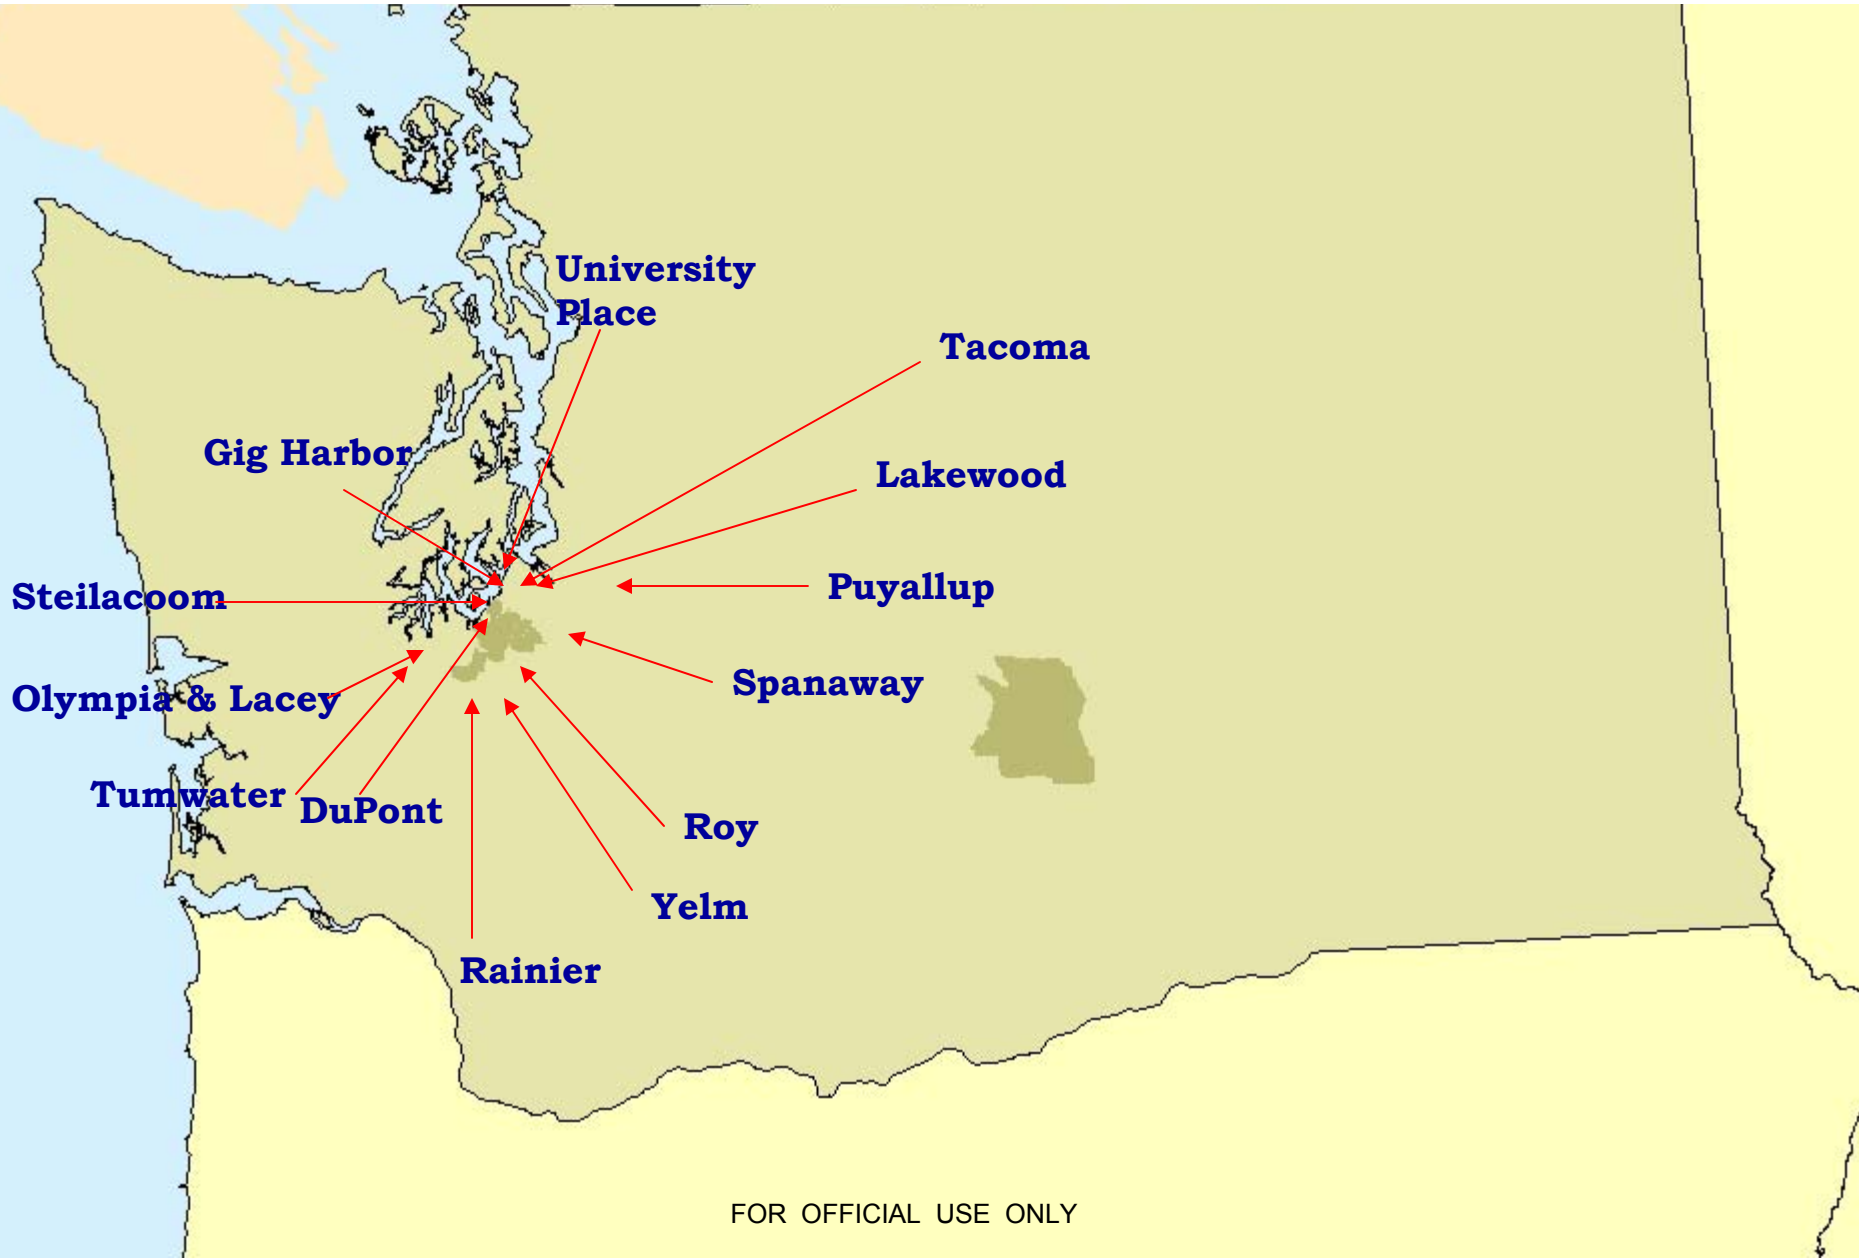 University
Place
Tacoma
Gig Harbor
Lakewood
Puyallup
Steilacoom
Spanaway
Olympia & Lacey
Tumwater
DuPont
Roy
Yelm
Rainier
FOR OFFICIAL USE ONLY